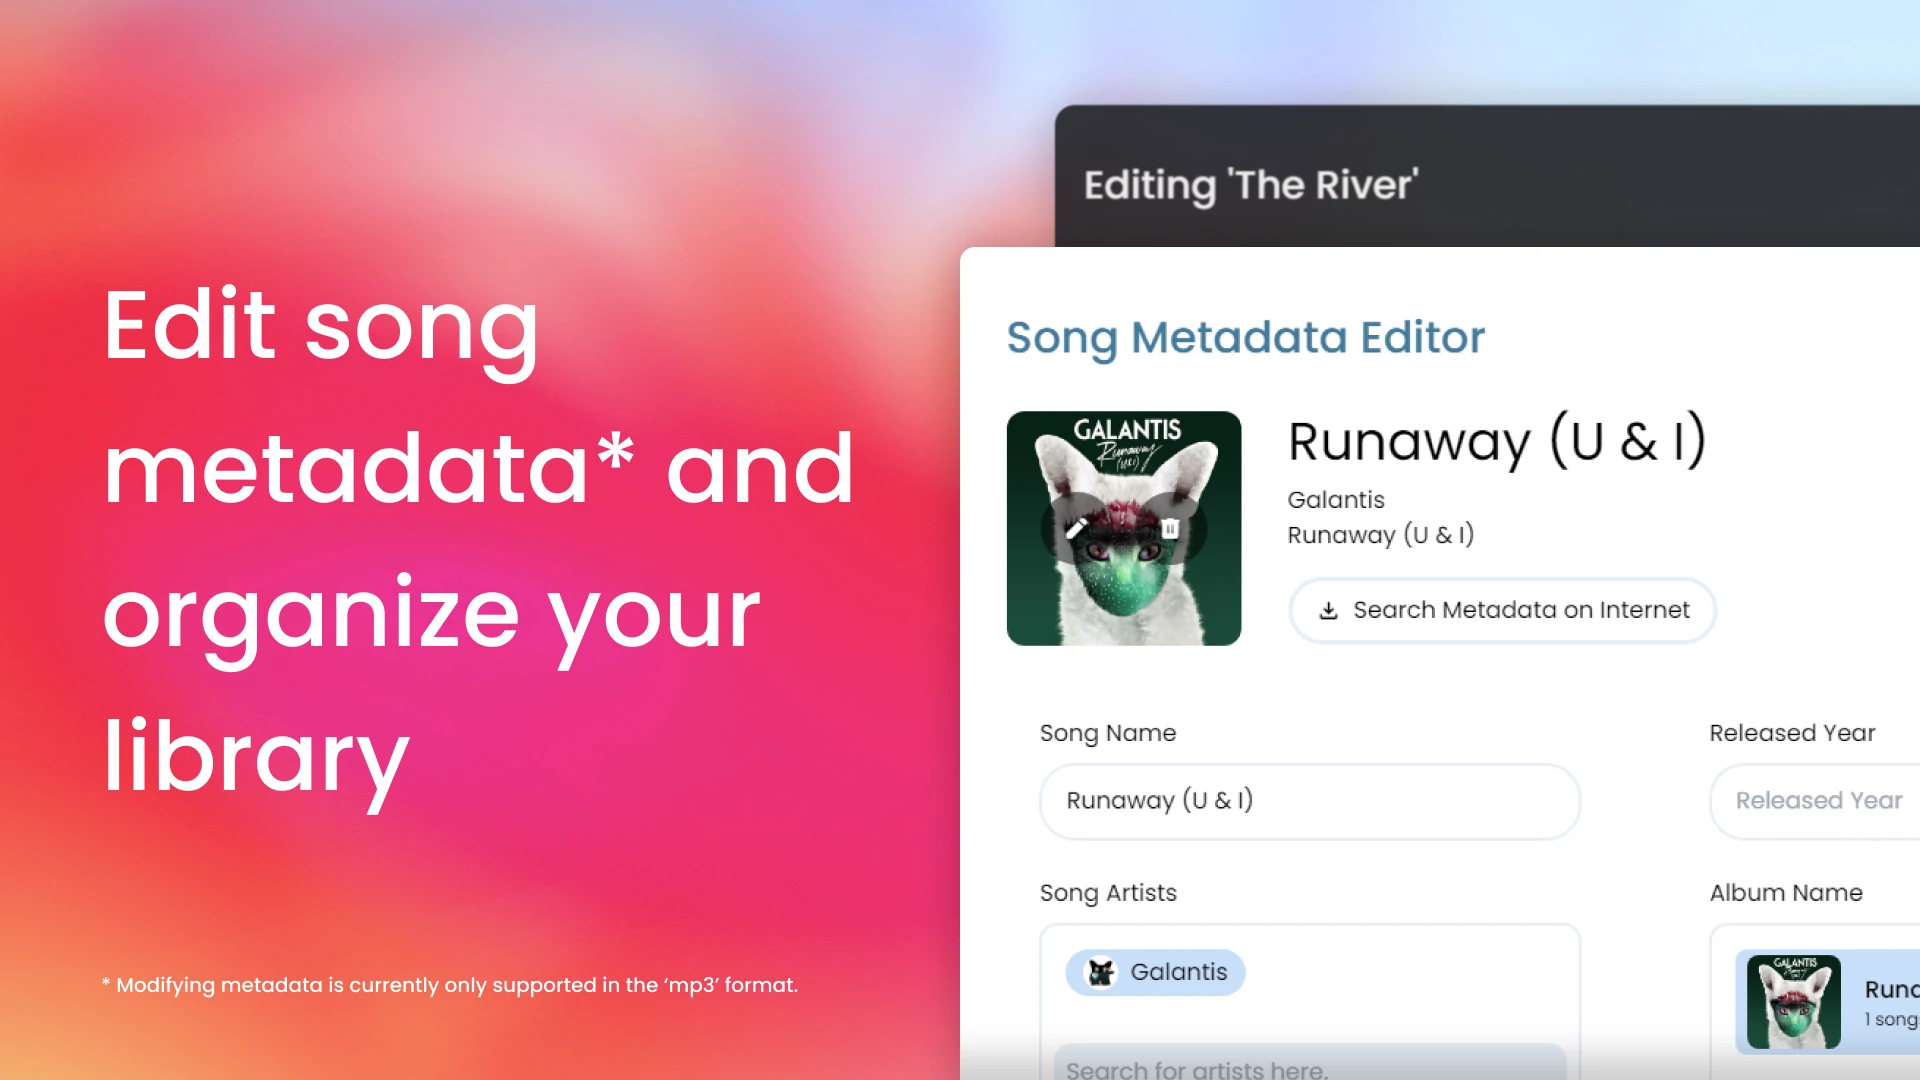 Edit song
metadata* and
organize your
library
* Modifying metadata is currently only supported in the ‘mp3’ format.
Editing 'The River'
Song Metadata Editor
GALANTIS
Runaway
(U&I)
Runaway (U & I)
Galantis
Runaway (U & I)
Search Metadata on Internet
Song Name
Released Year
Runaway (U & I)
Released Year
Song Artists
Album Name
Galantis
GALANTIS
Runa
1 song
Search for artists here.